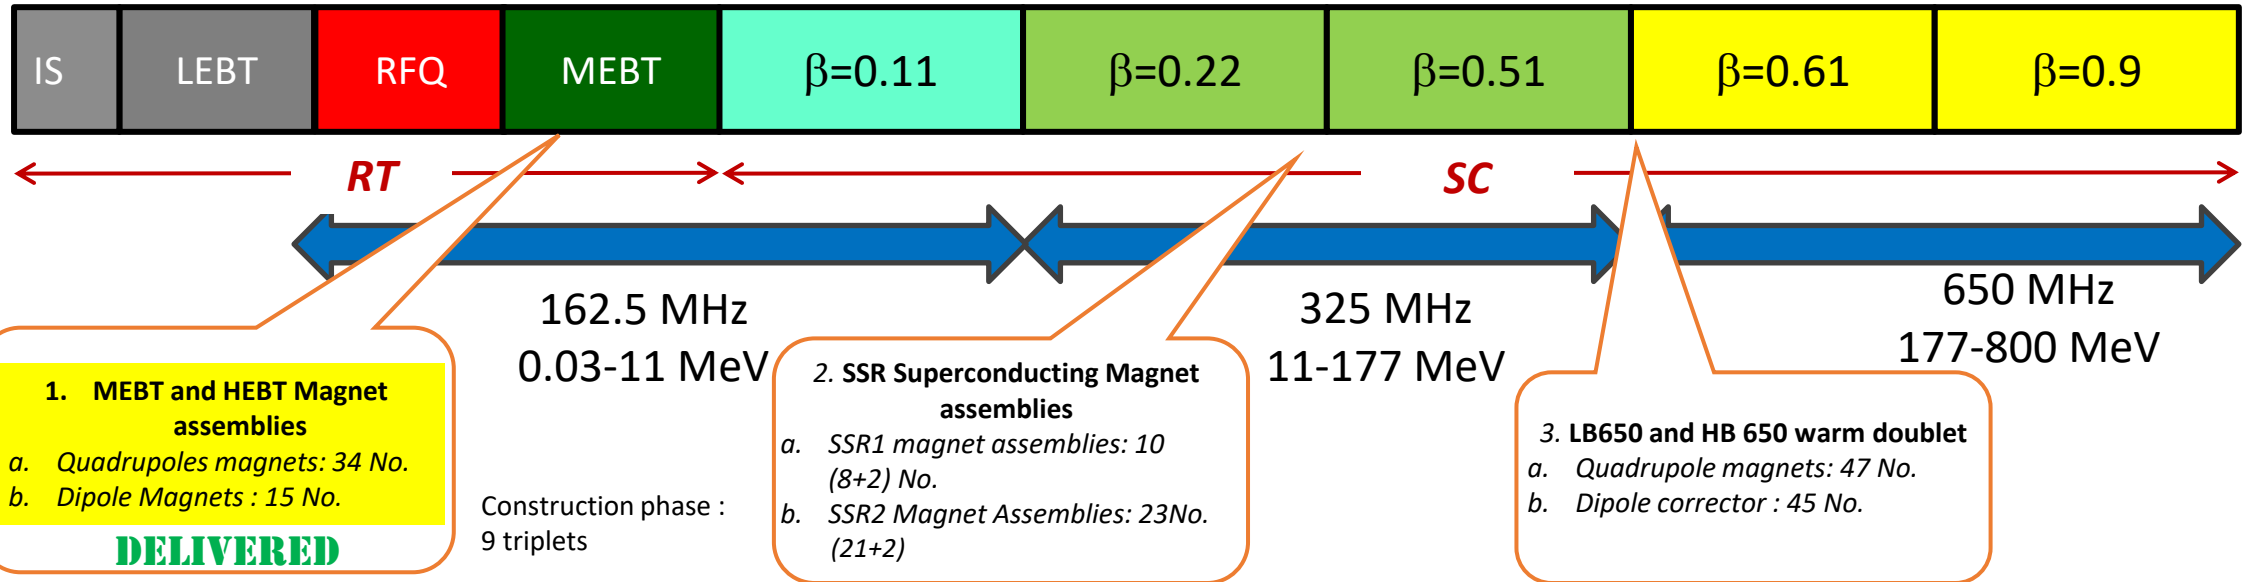 IS
LEBT
RFQ
MEBT
β=0.11
β=0.22
β=0.51
β=0.61
β=0.9
RT
SC
162.5 MHz
0.03-11 MeV
325 MHz
11-177 MeV
650 MHz
177-800 MeV
1. MEBT and HEBT Magnet
assemblies
a. Quadrupoles magnets: 34 No.
b. Dipole Magnets : 15 No.
DELIVERED
Construction phase :
9 triplets
2. SSR Superconducting Magnet
assemblies
a. SSR1 magnet assemblies: 10
(8+2) No.
b. SSR2 Magnet Assemblies: 23No.
(21+2)
3. LB650 and HB 650 warm doublet
a. Quadrupole magnets: 47 No.
b. Dipole corrector : 45 No.